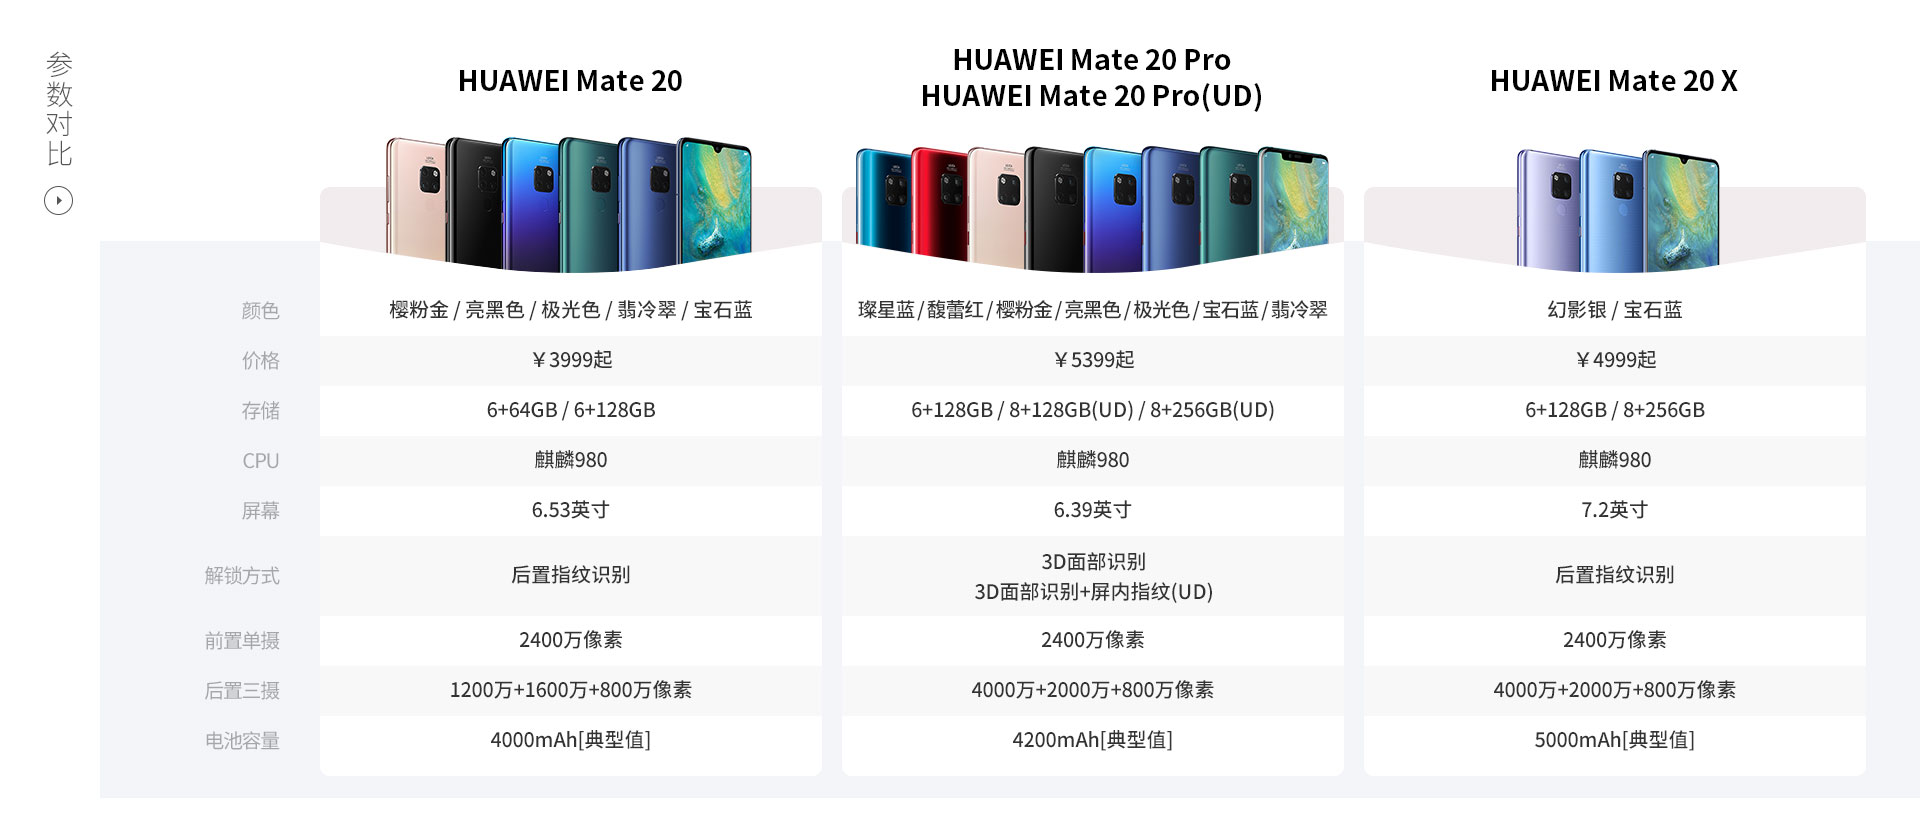 参数对比
HUAWEI Mate 20
HUAWEI Mate 20 Pro
HUAWEI Mate 20 Pro(UD)
HUAWEI Mate 20 X
颜色
樱粉金 / 亮黑色 / 极光色 / 翡冷翠 / 宝石蓝
璨星蓝/馥蕾红/樱粉金/亮黑色/极光色/宝石蓝/翡冷翠
幻影银 / 宝石蓝
价格
￥3999起
￥5399起
￥4999起
存储
6+64GB / 6+128GB
6+128GB / 8+128GB(UD) / 8+256GB(UD)
6+128GB / 8+256GB
CPU
麒麟980
麒麟980
麒麟980
屏幕
6.53英寸
6.39英寸
7.2英寸
解锁方式
后置指纹识别
3D面部识别
3D面部识别+屏内指纹(UD)
后置指纹识别
前置单摄
2400万像素
2400万像素
2400万像素
后置三摄
1200万+1600万+800万像素
4000万+2000万+800万像素
4000万+2000万+800万像素
电池容量
4000mAh[典型值]
4200mAh[典型值]
5000mAh[典型值]